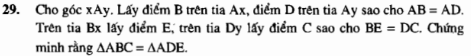 29. Cho góc xAy. Lấy điểm B trên tia Ax, điểm D trên tia Ay sao cho AB = AD.
Trên tia Bx lấy điểm E, trên tia Dy lấy điểm C sao cho BE = DC. Chứng
minh rằng ΔABC = ΔADE.